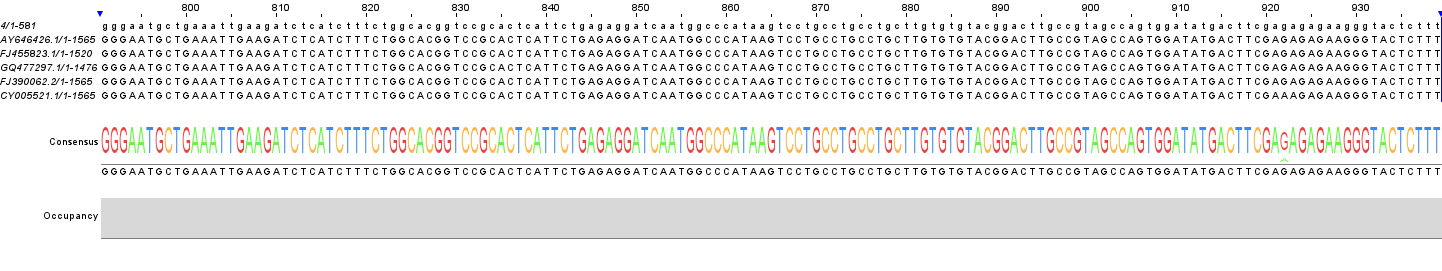 800 810 820 830 840 850 860 870 880 890 900 910 920 930
4/1-581 gggaatgctgaaattgaagatctcatctttctggcacggtccgcactcattctgagaggatcaatggcccataagtcctgcctgcctgcttgtgtgtacggacttgccgtagccagtggatatgacttcgagagagaagggtactcttt
AY646426.1/1-1565 GGGAATGCTGAAATTGAAGATCTCATCTTTCTGGCACGGTCCGCACTCATTCTGAGAGGATCAATGGCCCATAAGTCCTGCCTGCCTGCTTGTGTGTACGGACTTGCCGTAGCCAGTGGATATGACTTCGAGAGAGAAGGGTACTCTTT
FJ455823.1/1-1520 GGGAATGCTGAAATTGAAGATCTCATCTTTCTGGCACGGTCCGCACTCATTCTGAGAGGATCAATGGCCCATAAGTCCTGCCTGCCTGCTTGTGTGTACGGACTTGCCGTAGCCAGTGGATATGACTTCGAGAGAGAAGGGTACTCTTT
GQ477297.1/1-1476 GGGAATGCTGAAATTGAAGATCTCATCTTTCTGGCACGGTCCGCACTCATTCTGAGAGGATCAATGGCCCATAAGTCCTGCCTGCCTGCTTGTGTGTACGGACTTGCCGTAGCCAGTGGATATGACTTCGAGAGAGAAGGGTACTCTTT
FJ390062.2/1-1565 GGGAATGCTGAAATTGAAGATCTCATCTTTCTGGCACGGTCCGCACTCATTCTGAGAGGATCAATGGCCCATAAGTCCTGCCTGCCTGCTTGTGTGTACGGACTTGCCGTAGCCAGTGGATATGACTTCGAGAGAGAAGGGTACTCTTT
CY005521.1/1-1565 GGGAATGCTGAAATTGAAGATCTCATCTTTCTGGCACGGTCCGCACTCATTCTGAGAGGATCAATGGCCCATAAGTCCTGCCTGCCTGCTTGTGTGTACGGACTTGCCGTAGCCAGTGGATATGACTTCGAAAGAGAAGGGTACTCTTT
Consensus GGGAATGCTGAAATTGAAGATCTCATCTTTCTGGCACGGTCCGCACTCATTCTGAGAGGATCAATGGCCCATAAGTCCTGCCTGCCTGCTTGTGTGTACGGACTTGCCGTAGCCAGTGGATATGACTTCGAGAGAGAAGGGTACTCTTT
GGGAATGCTGAAATTGAAGATCTCATCTTTCTGGCACGGTCCGCACTCATTCTGAGAGGATCAATGGCCCATAAGTCCTGCCTGCCTGCTTGTGTGTACGGACTTGCCGTAGCCAGTGGATATGACTTCGAGAGAGAAGGGTACTCTTT
Occupancy